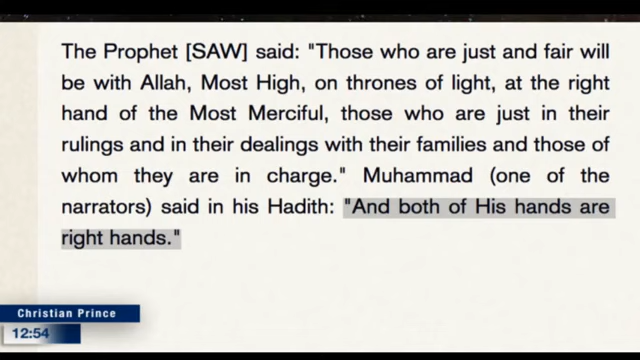 The Prophet [SAW] said: "Those who are just and fair will
be with Allah, Most High, on thrones of light, at the right
hand of the Most Merciful, those who are just in their
rulings and in their dealings with their families and those of
whom they are in charge." Muhammad (one of the
narrators) said in his Hadith: "And both of His hands are
right hands."
Christian Prince
12:54